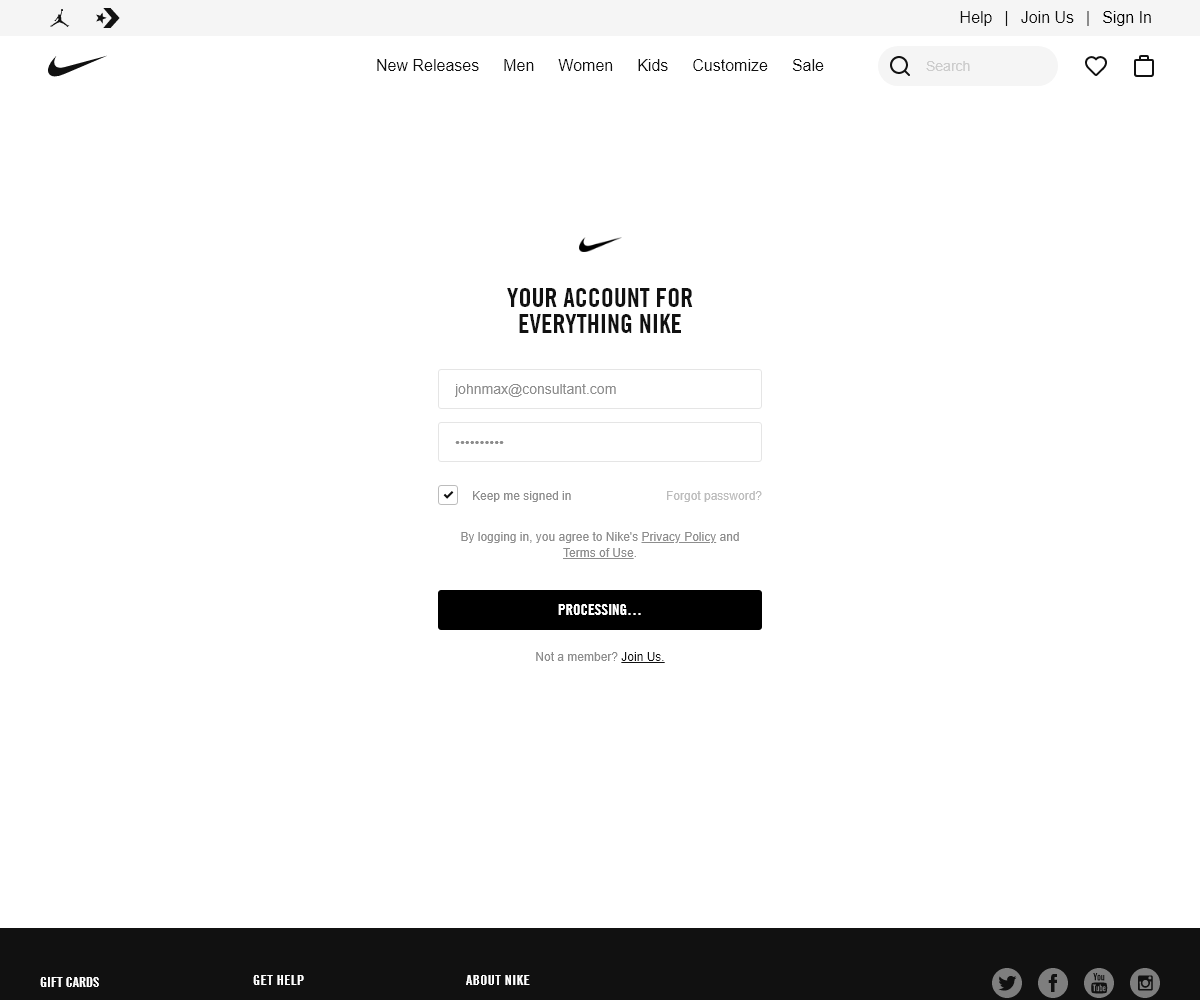 Help | Join Us | Sign In
New Releases Men Women Kids Customize Sale Search
YOUR ACCOUNT FOR
EVERYTHING NIKE
johnmax@consultant.com
••••••••••
Keep me signed in Forgot password?
By logging in, you agree to Nike's Privacy Policy and
Terms of Use.
PROCESSING...
Not a member? Join Us.
GIFT CARDS GET HELP ABOUT NIKE You Tube